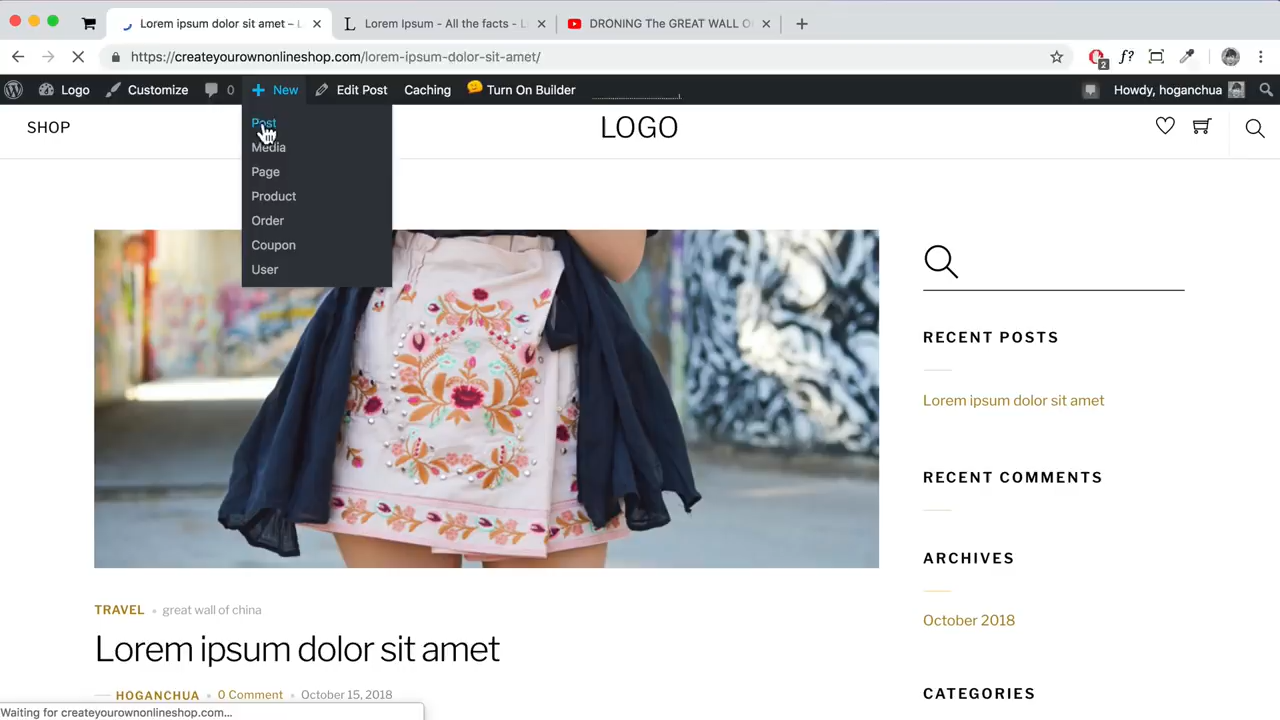 Lorem ipsum dolor sit amet – L
Lorem Ipsum - All the facts - Li
DRONING The GREAT WALL O
https://createyourownonlineshop.com/lorem-ipsum-dolor-sit-amet/
2
f?
Logo
Customize
0
+ New
Edit Post
Caching
Turn On Builder
Howdy, hoganchua
Post
Media
Page
Product
Order
Coupon
User
SHOP
LOGO
RECENT POSTS
Lorem ipsum dolor sit amet
RECENT COMMENTS
ARCHIVES
October 2018
CATEGORIES
TRAVEL • great wall of china
Lorem ipsum dolor sit amet
HOGANCHUA • 0 Comment • October 15, 2018
Waiting for createyourownonlineshop.com...